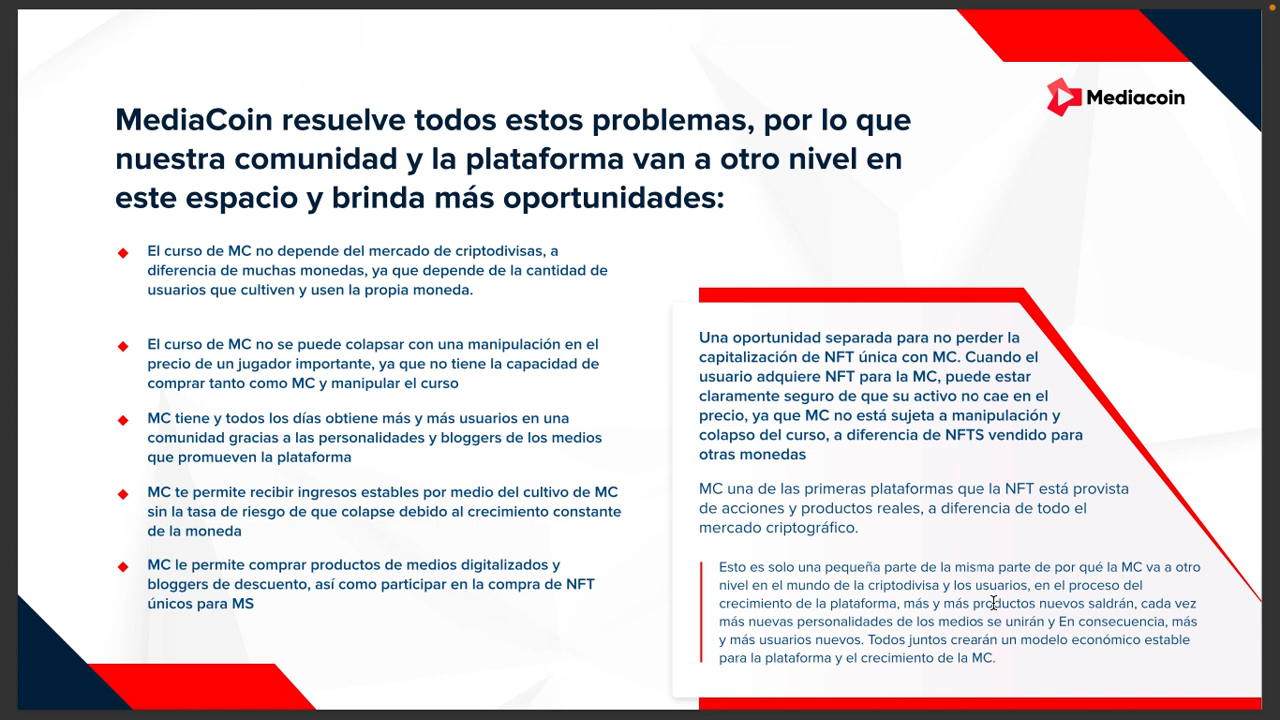 Mediacoin
MediaCoin resuelve todos estos problemas, por lo que
nuestra comunidad y la plataforma van a otro nivel en
este espacio y brinda más oportunidades:
El curso de MC no depende del mercado de criptodivisas, a
diferencia de muchas monedas, ya que depende de la cantidad de
usuarios que cultiven y usen la propia moneda.
El curso de MC no se puede colapsar con una manipulación en el
precio de un jugador importante, ya que no tiene la capacidad de
comprar tanto como MC y manipular el curso
MC tiene y todos los días obtiene más y más usuarios en una
comunidad gracias a las personalidades y bloggers de los medios
que promueven la plataforma
MC te permite recibir ingresos estables por medio del cultivo de MC
sin la tasa de riesgo de que colapse debido al crecimiento constante
de la moneda
MC le permite comprar productos de medios digitalizados y
bloggers de descuento, así como participar en la compra de NFT
únicos para MS
Una oportunidad separada para no perder la
capitalización de NFT única con MC. Cuando el
usuario adquiere NFT para la MC, puede estar
claramente seguro de que su activo no cae en el
precio, ya que MC no está sujeta a manipulación y
colapso del curso, a diferencia de NFTS vendido para
otras monedas
MC una de las primeras plataformas que la NFT está provista
de acciones y productos reales, a diferencia de todo el
mercado criptográfico.
Esto es solo una pequeña parte de la misma parte de por qué la MC va a otro
nivel en el mundo de la criptodivisa y los usuarios, en el proceso del
crecimiento de la plataforma, más y más productos nuevos saldrán, cada vez
más nuevas personalidades de los medios se unirán y En consecuencia, más
y más usuarios nuevos. Todos juntos crearán un modelo económico estable
para la plataforma y el crecimiento de la MC.